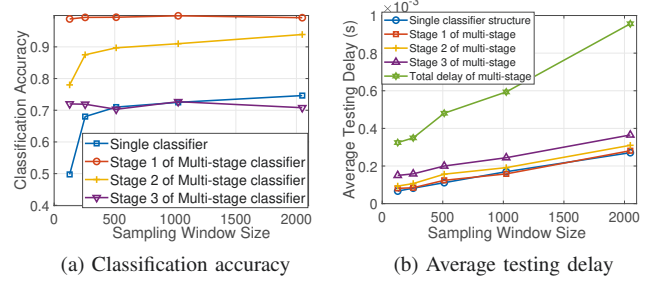 0.9
0.8
0.7
0.6
0.5
0.4
Classification Accuracy
Single classifier
Stage 1 of Multi-stage classifier
Stage 2 of Multi-stage classifier
Stage 3 of Multi-stage classifier
0 500 1000 1500 2000
Sampling Window Size
(a) Classification accuracy
1
0.8
0.6
0.4
0.2
0
Average Testing Delay (s)
Single classifier structure
Stage 1 of multi-stage
Stage 2 of multi-stage
Stage 3 of multi-stage
Total delay of multi-stage
0 500 1000 1500 2000
Sampling Window Size
(b) Average testing delay